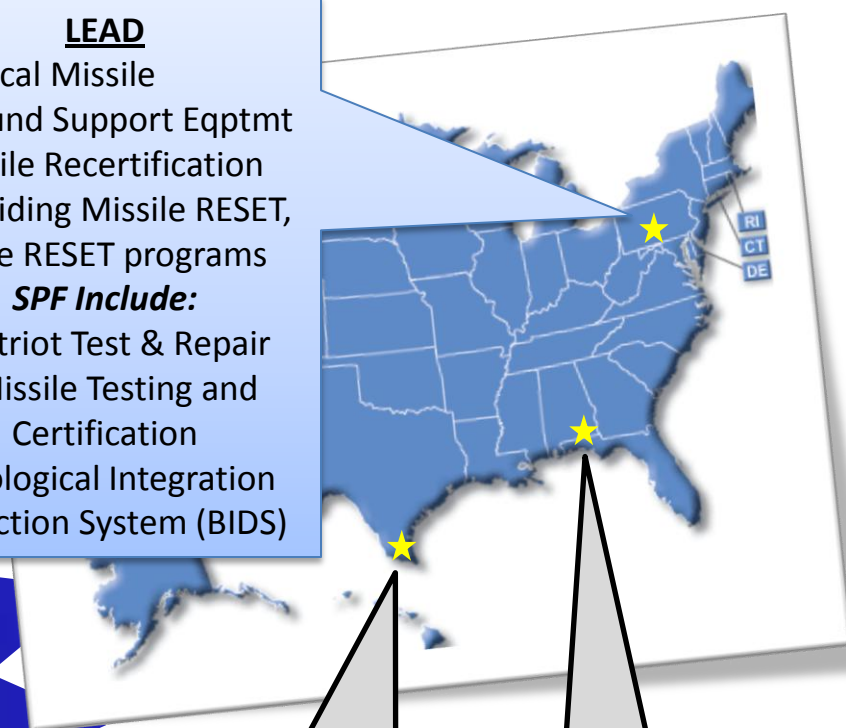 LEAD
cal Missile
und Support Eqptmt
ile Recertification
iding Missile RESET,
e RESET programs
SPF Include:
triot Test & Repair
issile Testing and
Certification
ological Integration
ction System (BIDS)
RI
CT
DE